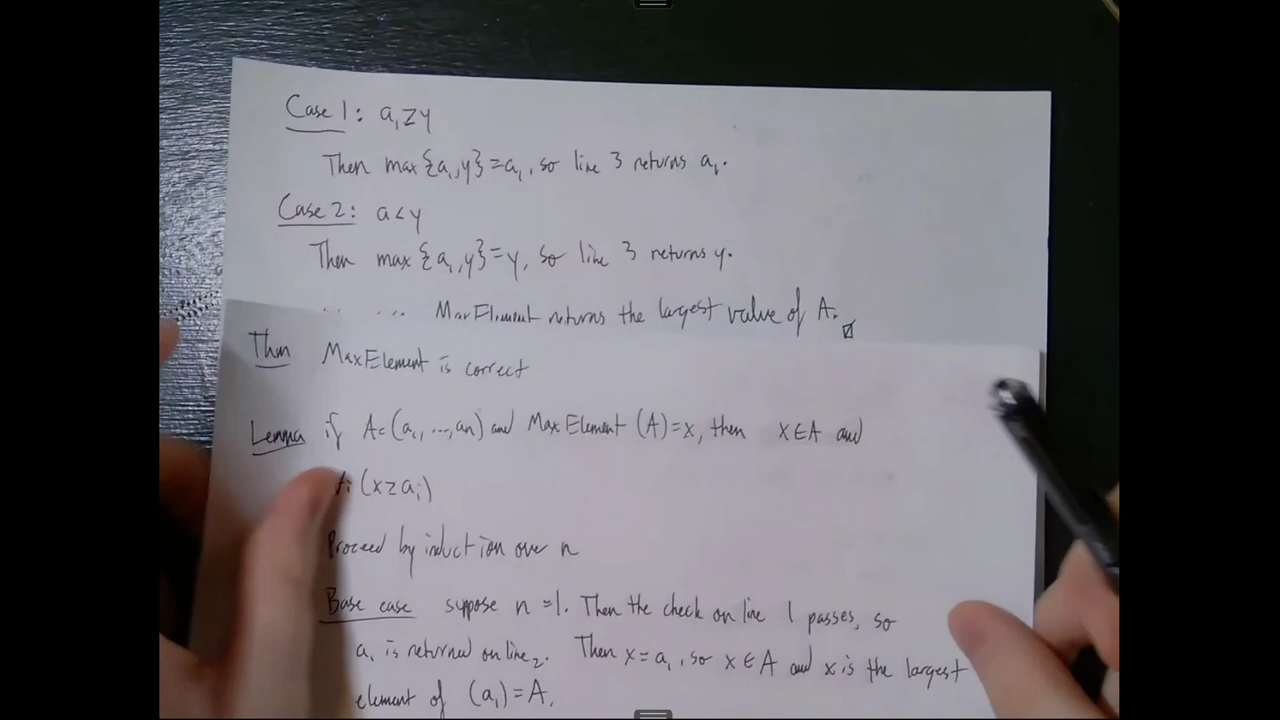 Case 1: a₁≥y
Then max{a₁,y}=a₁, so line 3 returns a₁.
Case 2: a<y
Then max{a₁,y}=y, so line 3 returns y.
MaxElement returns the largest value of A.
Thm MaxElement is correct
Lemma if A=(a₁,...,an) and MaxElement (A)=x, then x∈A and
(x≥aᵢ)
Proceed by induction over n
Base case suppose n=1. Then the check on line 1 passes, so
a₁ is returned on line 2. Then x=a₁, so x∈A and x is the largest
element of (a₁)=A.